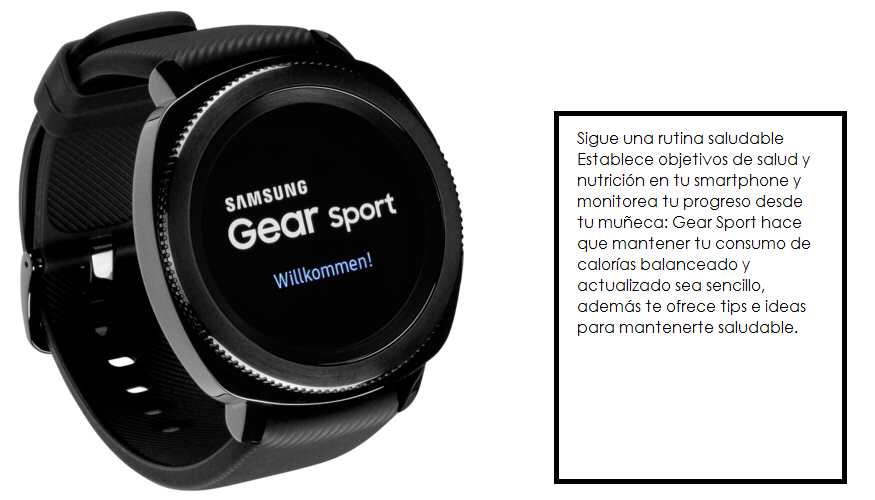 SAMSUNG
Gear Sport
Willkommen!
Sigue una rutina saludable
Establece objetivos de salud y
nutrición en tu smartphone y
monitorea tu progreso desde
tu muñeca: Gear Sport hace
que mantener tu consumo de
calorías balanceado y
actualizado sea sencillo,
además te ofrece tips e ideas
para mantenerte saludable.